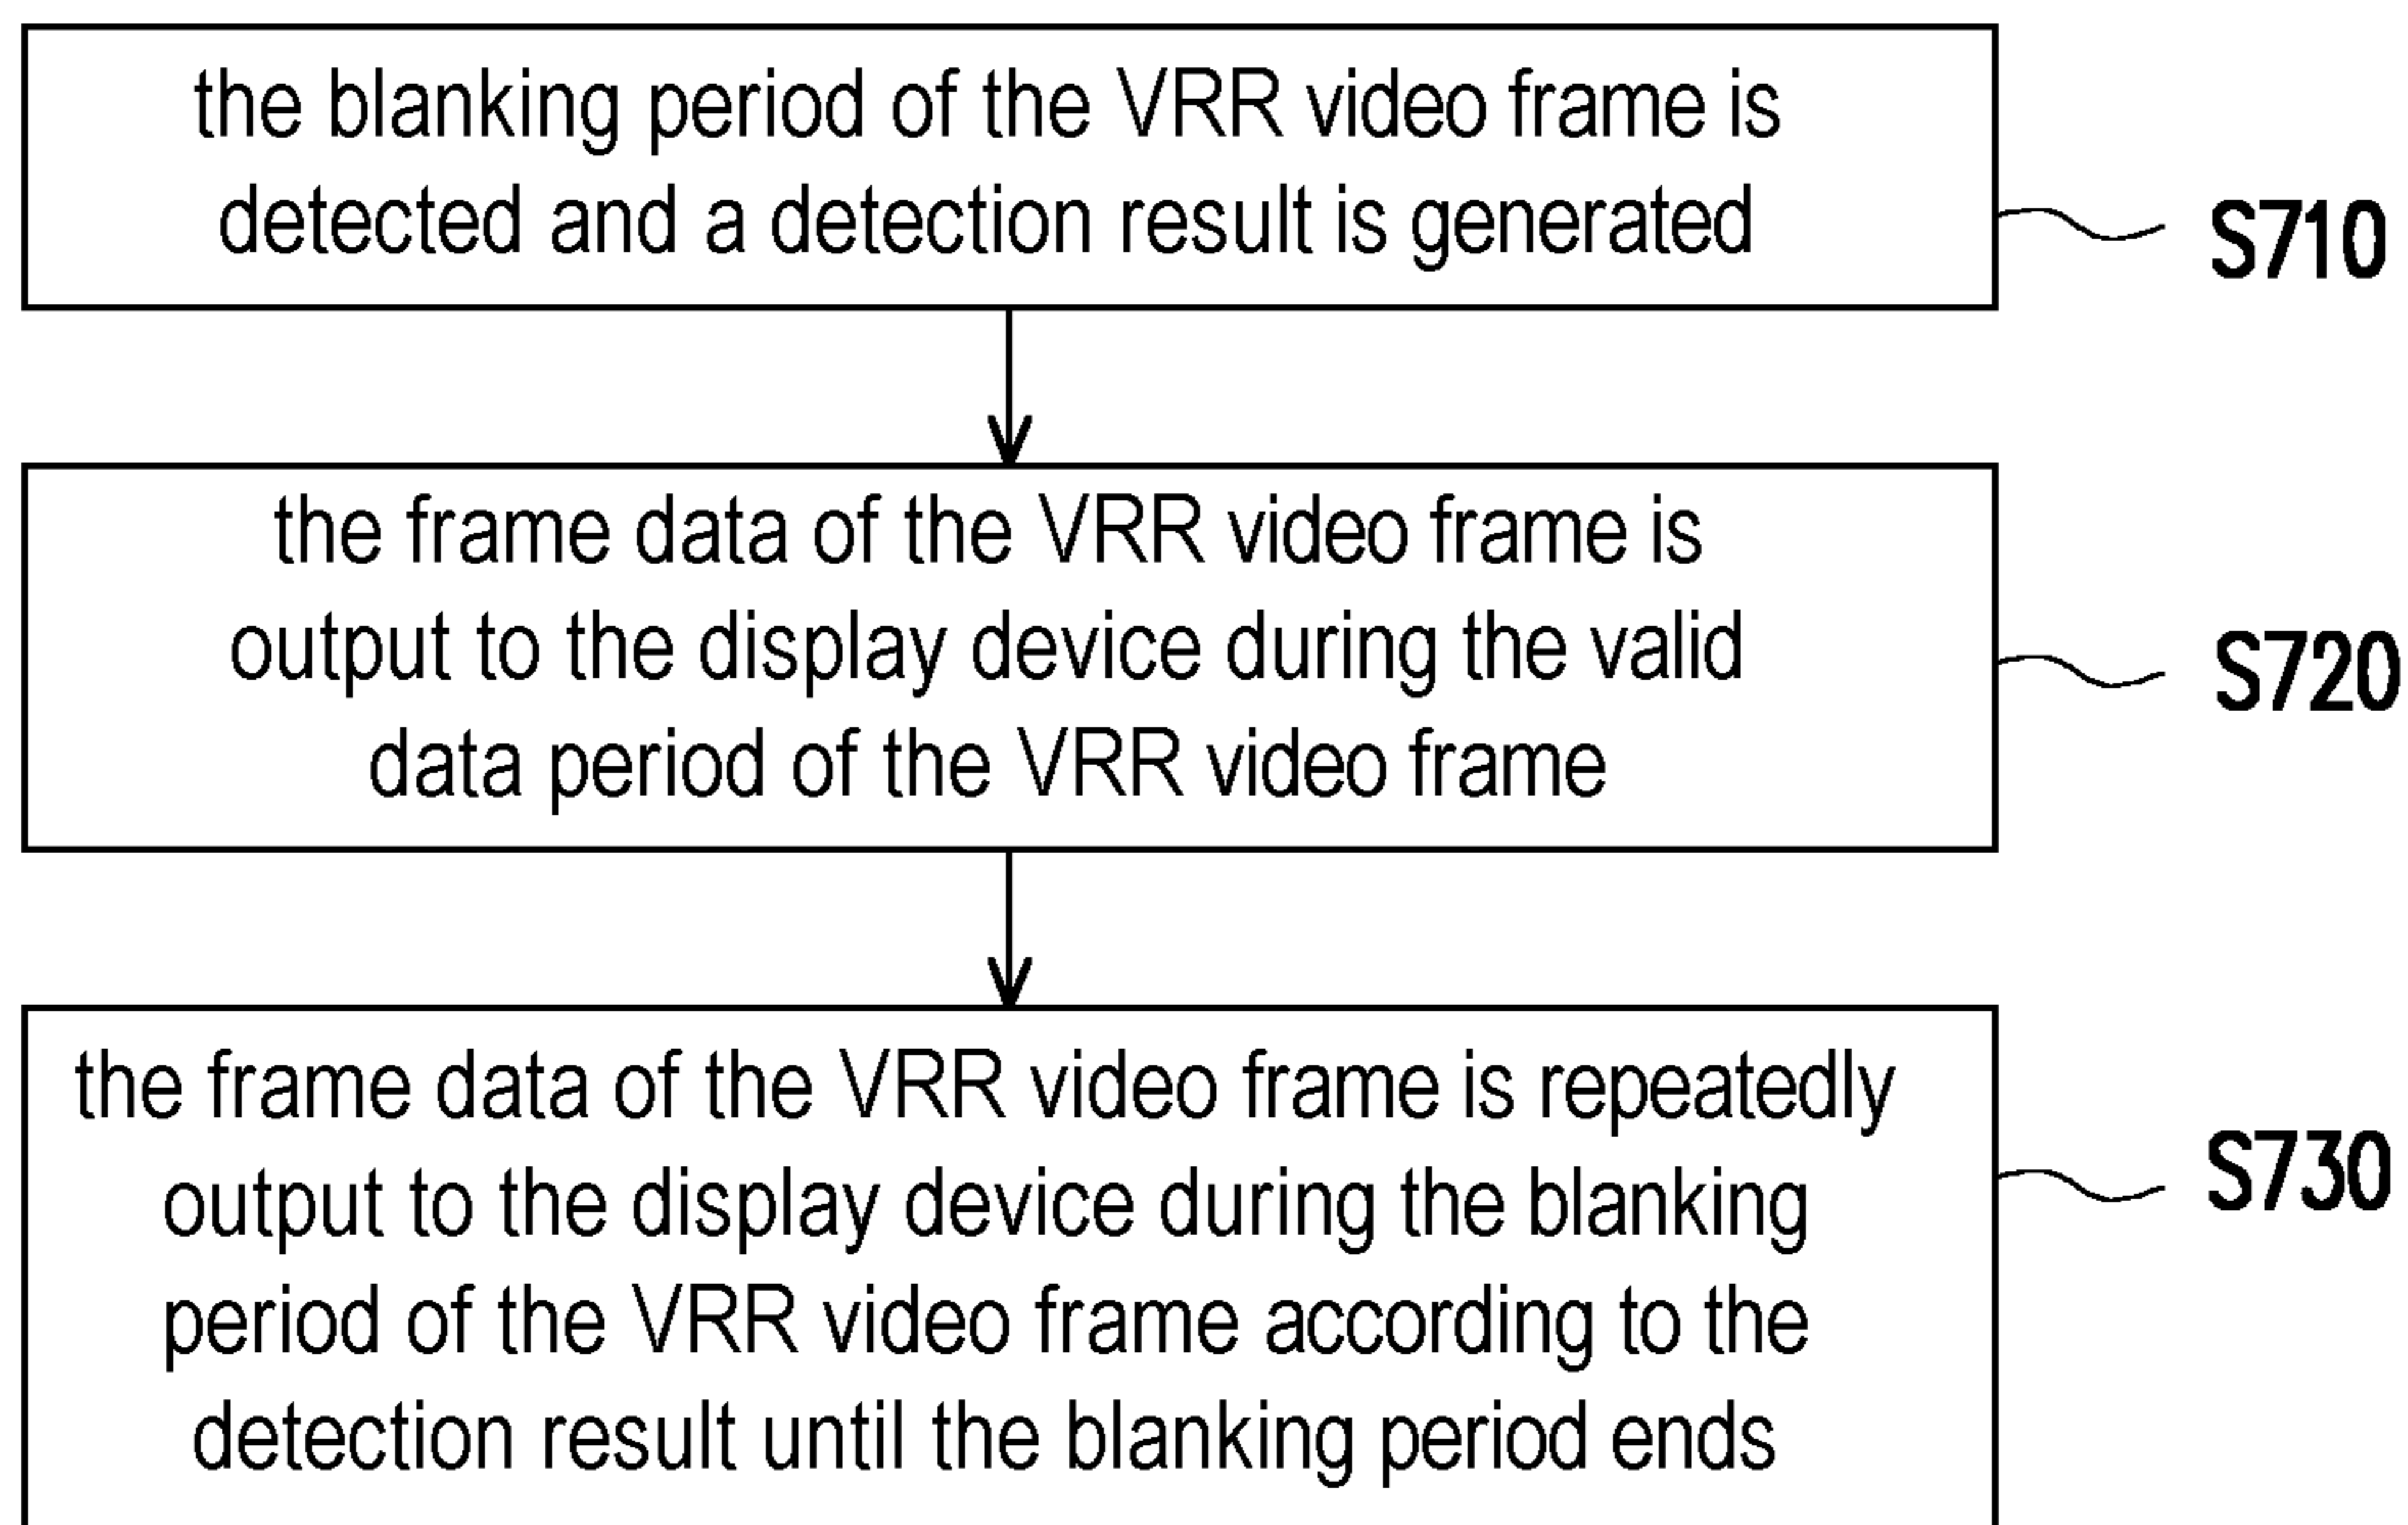 the blanking period of the VRR video frame is
detected and a detection result is generated
S710
the frame data of the VRR video frame is
output to the display device during the valid
data period of the VRR video frame
S720
the frame data of the VRR video frame is repeatedly
output to the display device during the blanking
period of the VRR video frame according to the
detection result until the blanking period ends
S730